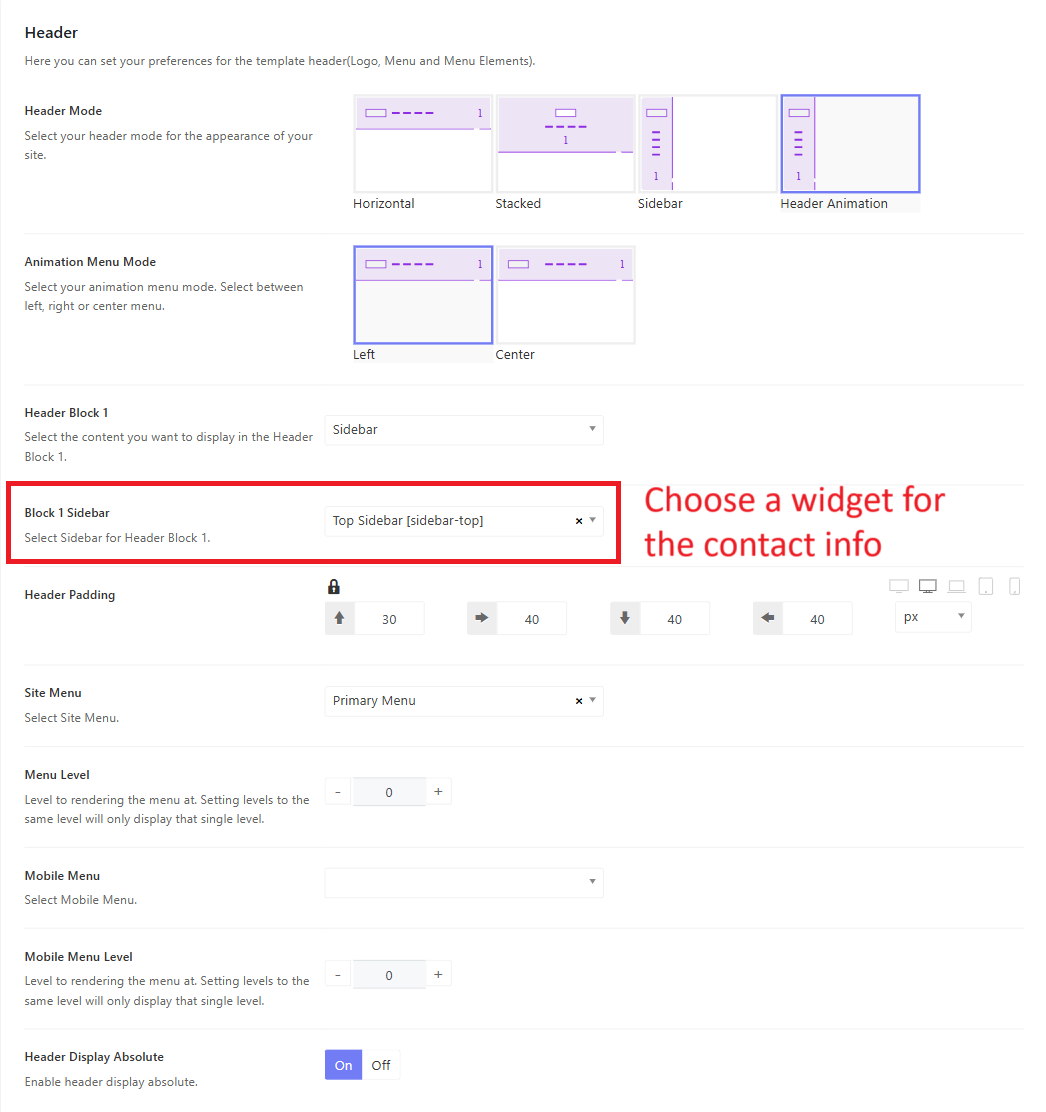 Header
Here you can set your preferences for the template header(Logo, Menu and Menu Elements).
Header Mode
Select your header mode for the appearance of your
site.
1
1
1
1
Horizontal
Stacked
Sidebar
Header Animation
Animation Menu Mode
Select your animation menu mode. Select between
left, right or center menu.
1
1
Left
Center
Header Block 1
Select the content you want to display in the Header
Block 1.
Sidebar
Block 1 Sidebar
Select Sidebar for Header Block 1.
Top Sidebar [sidebar-top]
×
Choose a widget for
the contact info
Header Padding
30
40
40
40
px
Site Menu
Select Site Menu.
Primary Menu
×
Menu Level
Level to rendering the menu at. Setting levels to the
same level will only display that single level.
- 0 +
Mobile Menu
Select Mobile Menu.
Mobile Menu Level
Level to rendering the menu at. Setting levels to the
same level will only display that single level.
- 0 +
Header Display Absolute
Enable header display absolute.
On Off